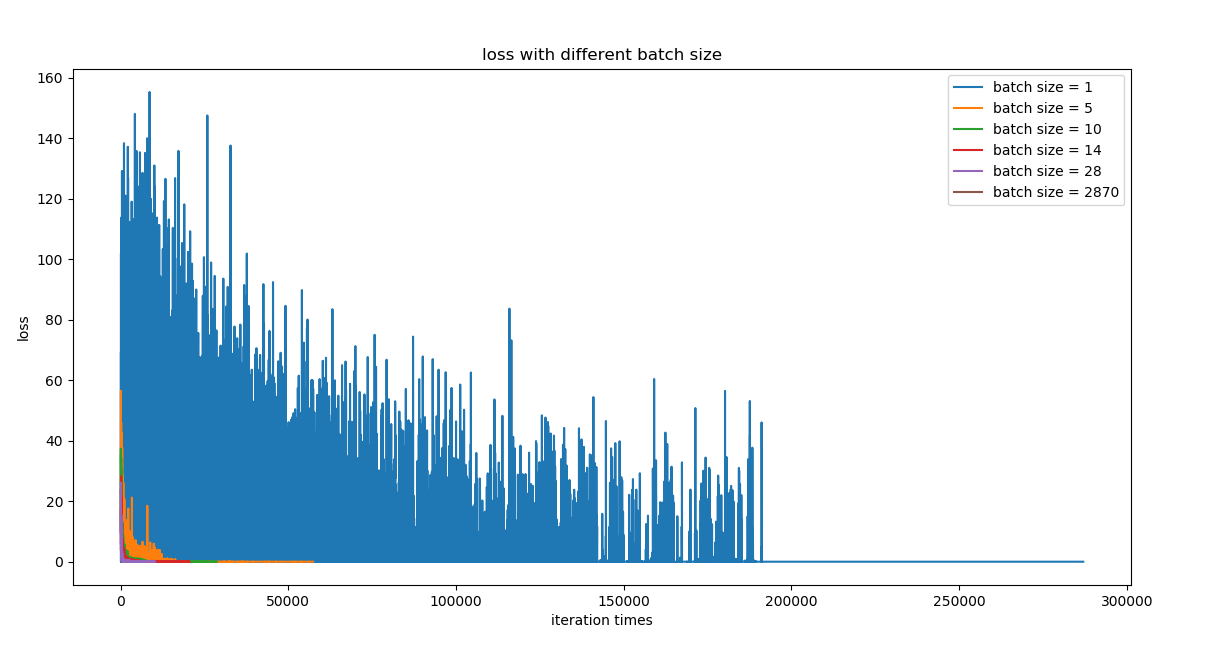 loss with different batch size
160
140
120
100
80
60
40
20
0
loss
batch size = 1
batch size = 5
batch size = 10
batch size = 14
batch size = 28
batch size = 2870
0 50000 100000 150000 200000 250000 300000
iteration times